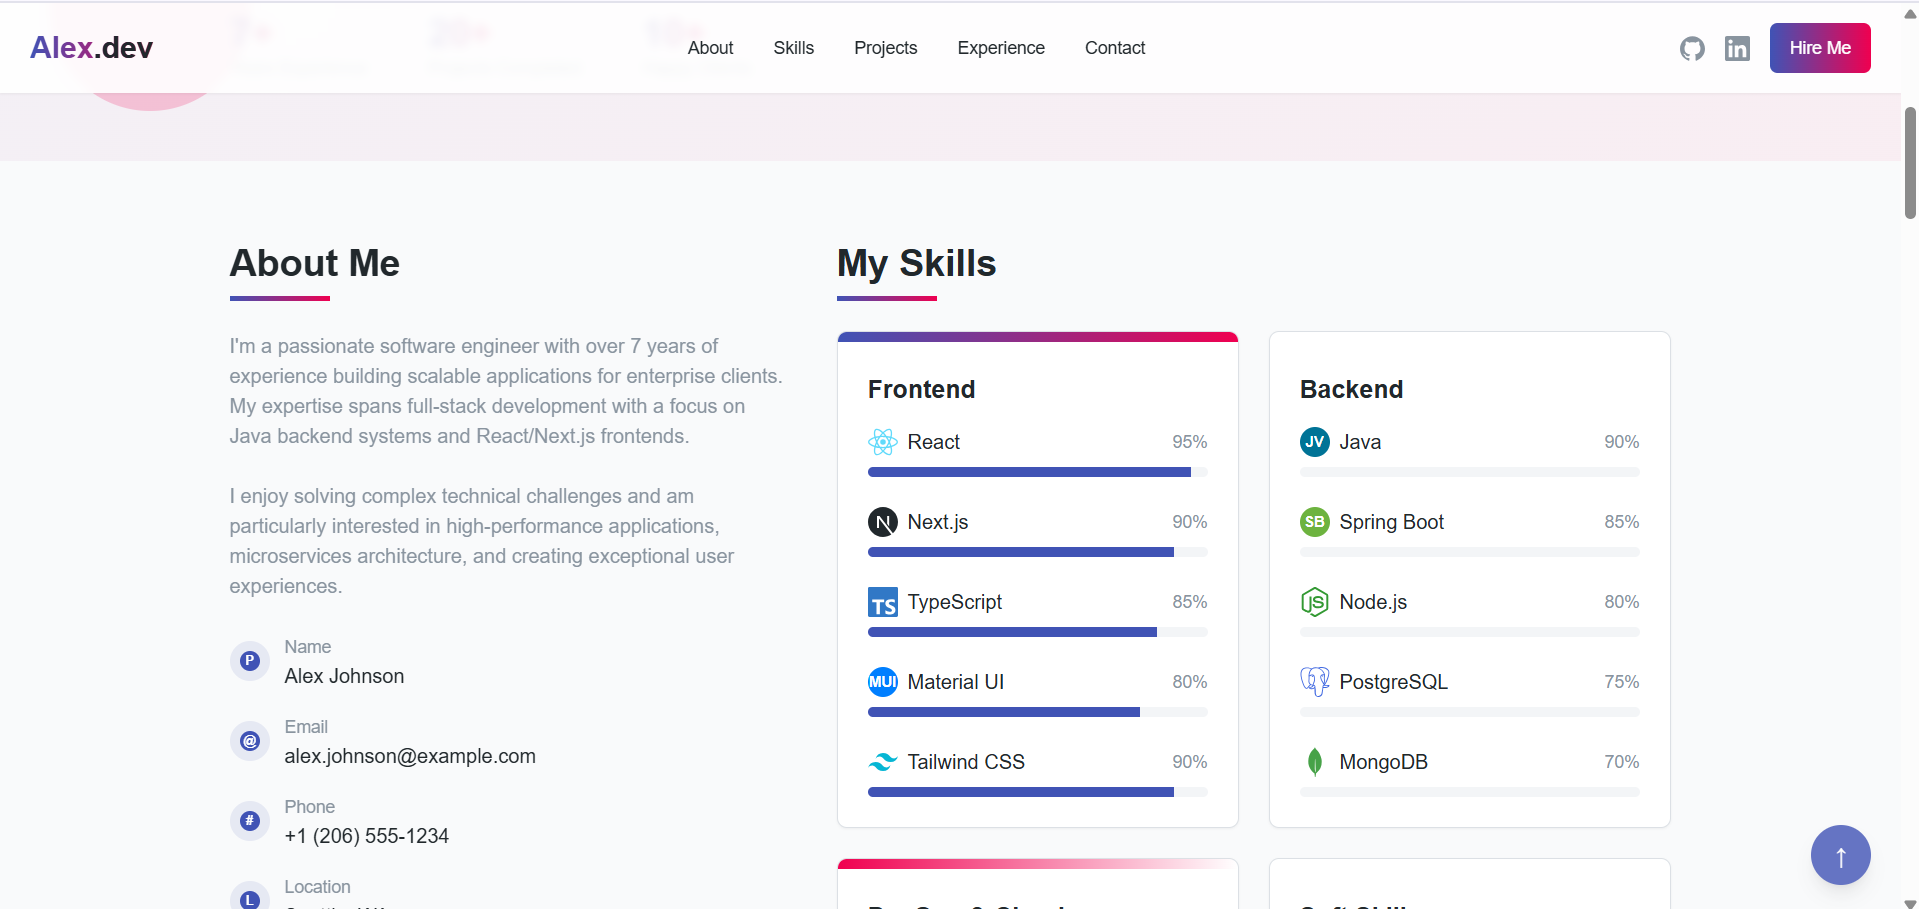 Alex.dev
About
Skills
Projects
Experience
Contact
in
Hire Me
About Me
I'm a passionate software engineer with over 7 years of
experience building scalable applications for enterprise clients.
My expertise spans full-stack development with a focus on
Java backend systems and React/Next.js frontends.
I enjoy solving complex technical challenges and am
particularly interested in high-performance applications,
microservices architecture, and creating exceptional user
experiences.
P
Name
Alex Johnson
@
Email
alex.johnson@example.com
#
Phone
+1 (206) 555-1234
L
Location
My Skills
Frontend
React
95%
N
Next.js
90%
TS
TypeScript
85%
MUI
Material UI
80%
Tailwind CSS
90%
Backend
JV
Java
90%
SB
Spring Boot
85%
JS
Node.js
80%
PostgreSQL
75%
MongoDB
70%
↑